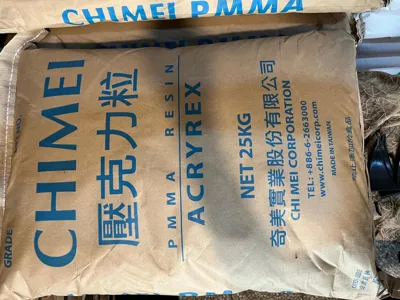 CHIMEI PMMA
CHIMEI
壓克力粒
PMMA RESIN
ACRYREX
NET 25KG
奇美實業股份有限公司
CHI MEI CORPORATION
TEL:+886-6-2663000
www.chimeicorp.com
MADE IN TAIWAN
GRADE
NO.